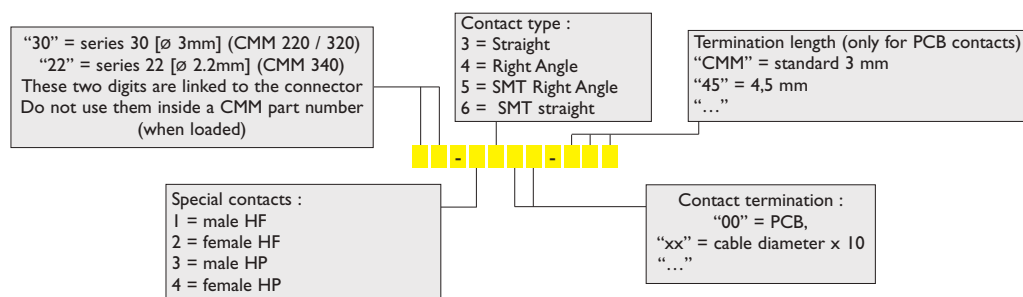 “30” = series 30 [ø 3mm] (CMM 220 / 320)
“22” = series 22 [ø 2.2mm] (CMM 340)
These two digits are linked to the connector
Do not use them inside a CMM part number
(when loaded)
Contact type :
3 = Straight
4 = Right Angle
5 = SMT Right Angle
6 = SMT straight
Termination length (only for PCB contacts)
“CMM” = standard 3 mm
“45” = 4,5 mm
“…”
- -
Special contacts :
1 = male HF
2 = female HF
3 = male HP
4 = female HP
Contact termination :
“00” = PCB,
“xx” = cable diameter x 10
“…”